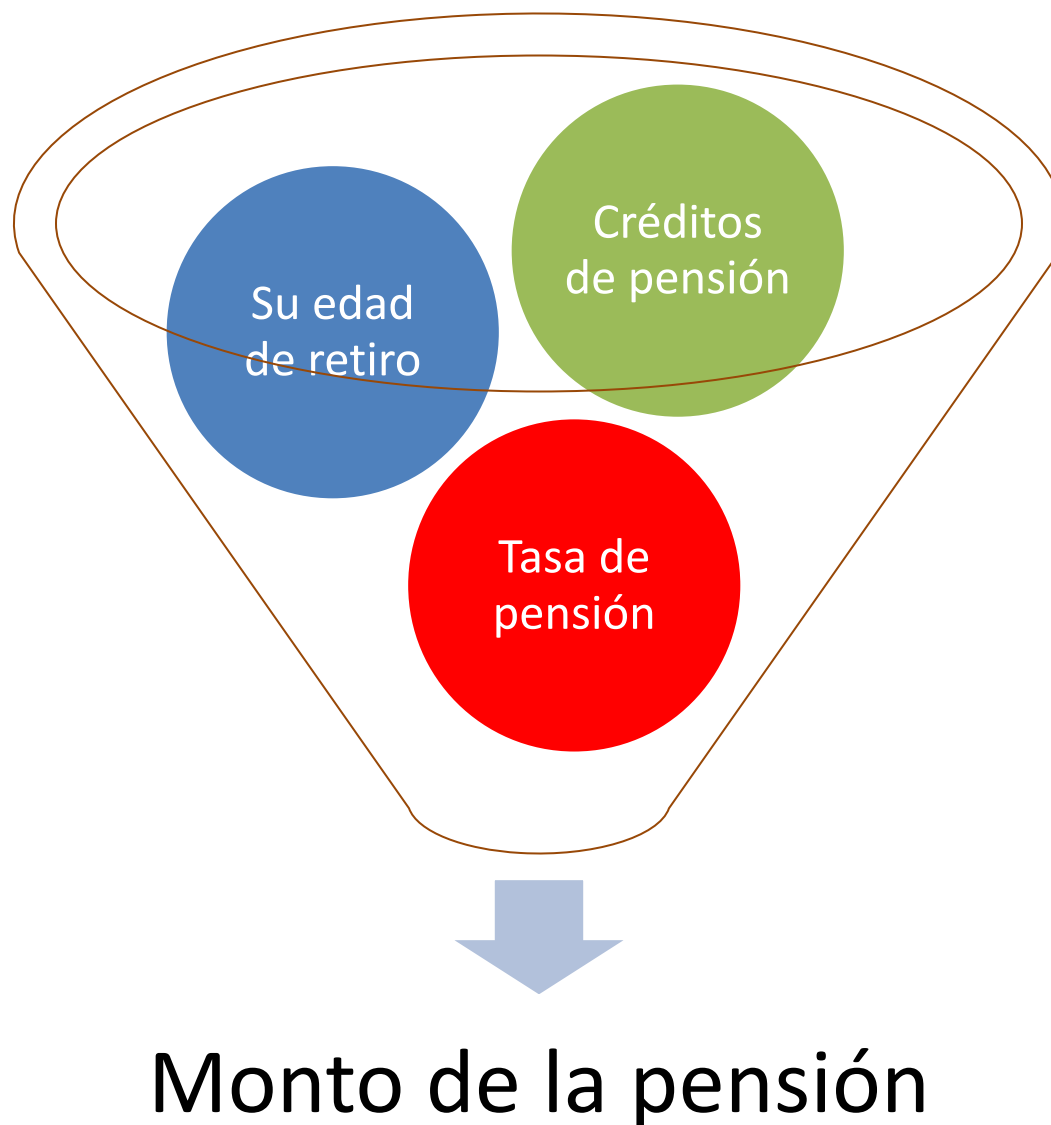 Créditos
de pensión
Su edad
de retiro
Tasa de
pensión
Monto de la pensión